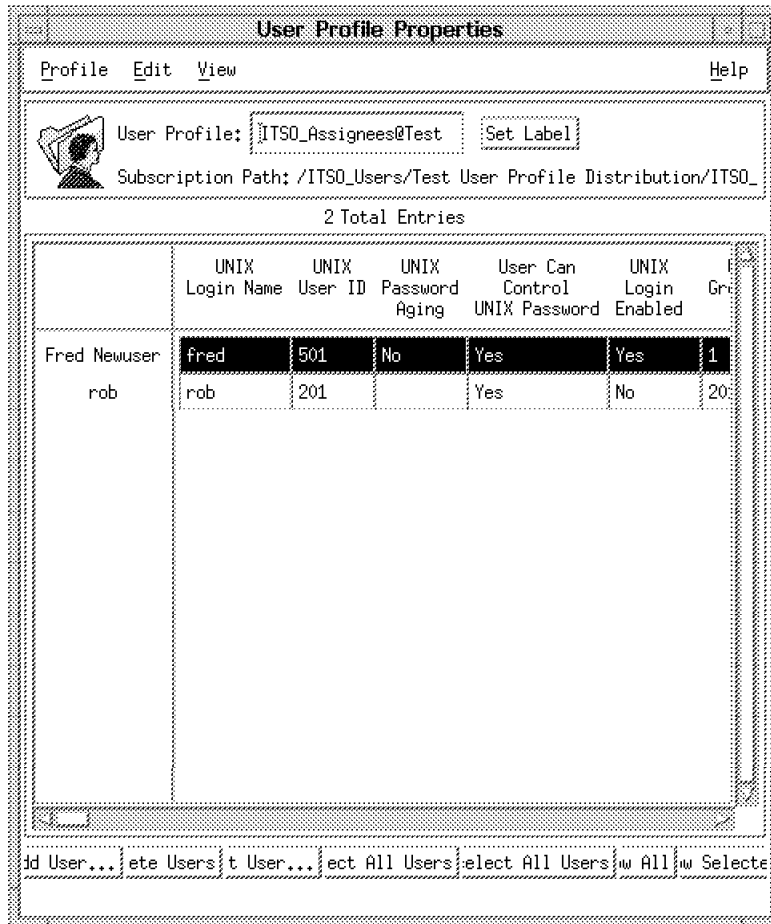 User Profile Properties
Profile Edit View Help
User Profile: ITSO_Assignees@Test Set Label
Subscription Path: /ITSO_Users/Test User Profile Distribution/ITSO_
2 Total Entries
UNIX Login Name UNIX User ID UNIX Password Aging User Can Control UNIX Password UNIX Login Enabled
Fred Newuser fred 501 No Yes Yes 1
rob rob 201 Yes No 20
dd User... ete Users t User... ect All Users elect All Users w All w Selecte